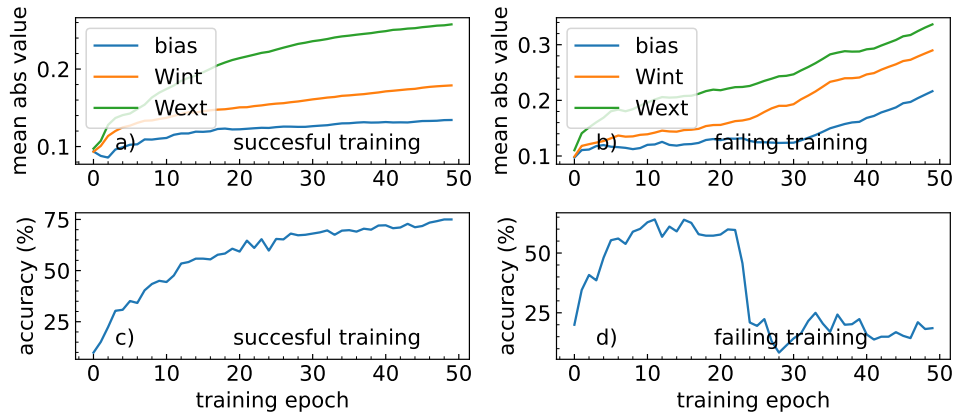 mean abs value
0.2
0.1
bias
Wint
Wext
a)
succesful training
0 10 20 30 40 50
mean abs value
0.3
0.2
0.1
bias
Wint
Wext
b)
failing training
0 10 20 30 40 50
accuracy (%)
75
50
25
c)
succesful training
0 10 20 30 40 50
training epoch
accuracy (%)
50
25
d)
failing training
0 10 20 30 40 50
training epoch